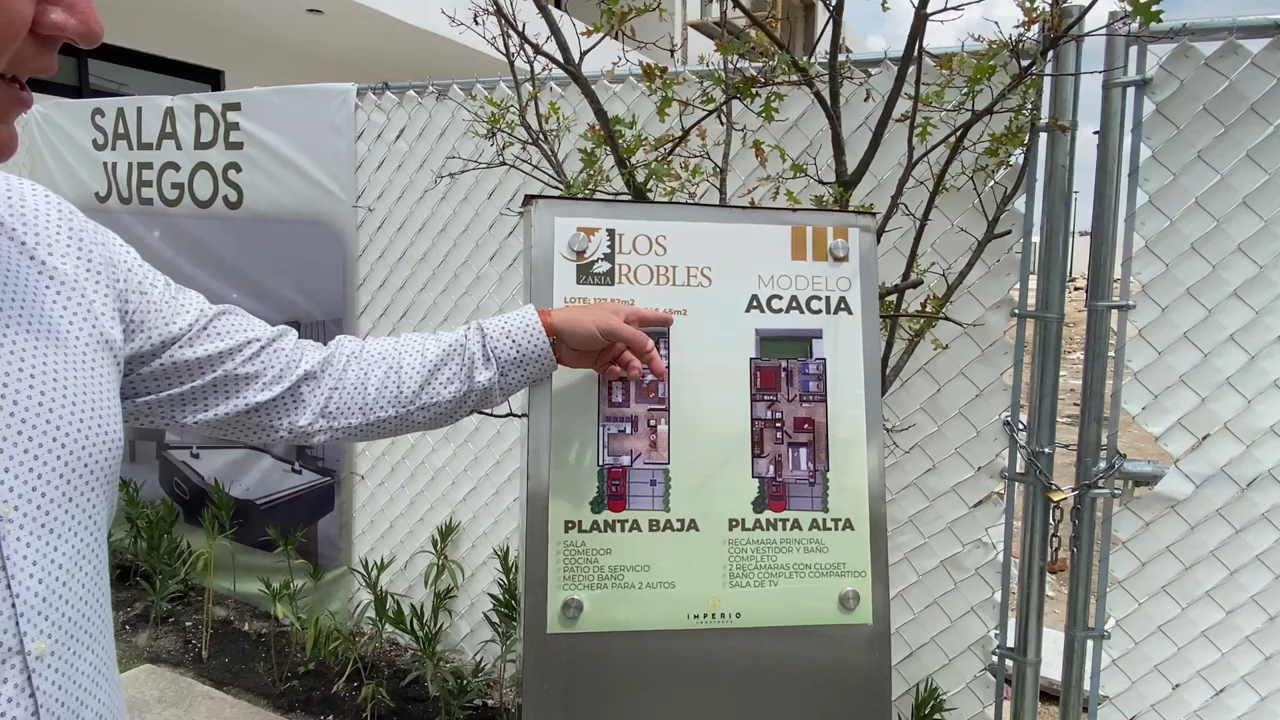 SALA DE
JUEGOS
ZAKIA
LOS
ROBLES
MODELO
ACACIA
LOTE: 127.82m2
PLANTA BAJA
SALA
COMEDOR
COCINA
PATIO DE SERVICIO
MEDIO BAÑO
COCHERA PARA 2 AUTOS
PLANTA ALTA
RECÁMARA PRINCIPAL
CON VESTIDOR Y BAÑO
COMPLETO
2 RECÁMARAS CON CLOSET
BAÑO COMPLETO COMPARTIDO
SALA DE TV
IMPERIO